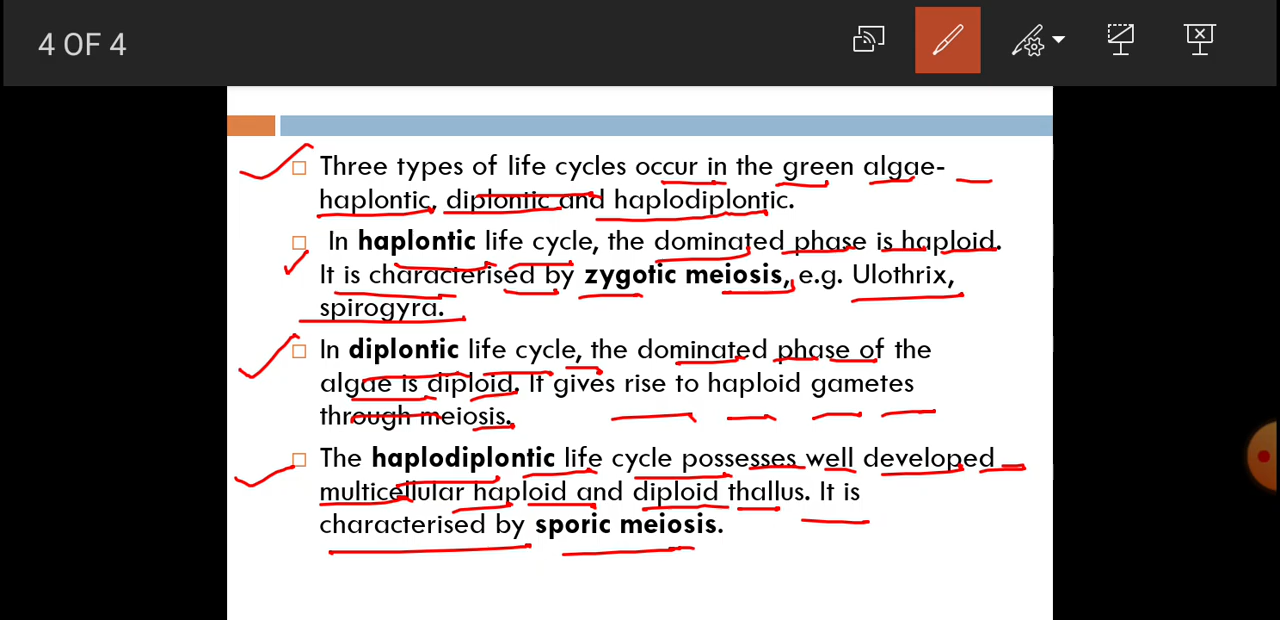 4 OF 4
Three types of life cycles occur in the green algae-
haplontic, diplontic and haplodiplontic.
In haplontic life cycle, the dominated phase is haploid.
It is characterised by zygotic meiosis, e.g. Ulothrix,
spirogyra.
In diplontic life cycle, the dominated phase of the
algae is diploid. It gives rise to haploid gametes
through meiosis.
The haplodiplontic life cycle possesses well developed
multicellular haploid and diploid thallus. It is
characterised by sporic meiosis.